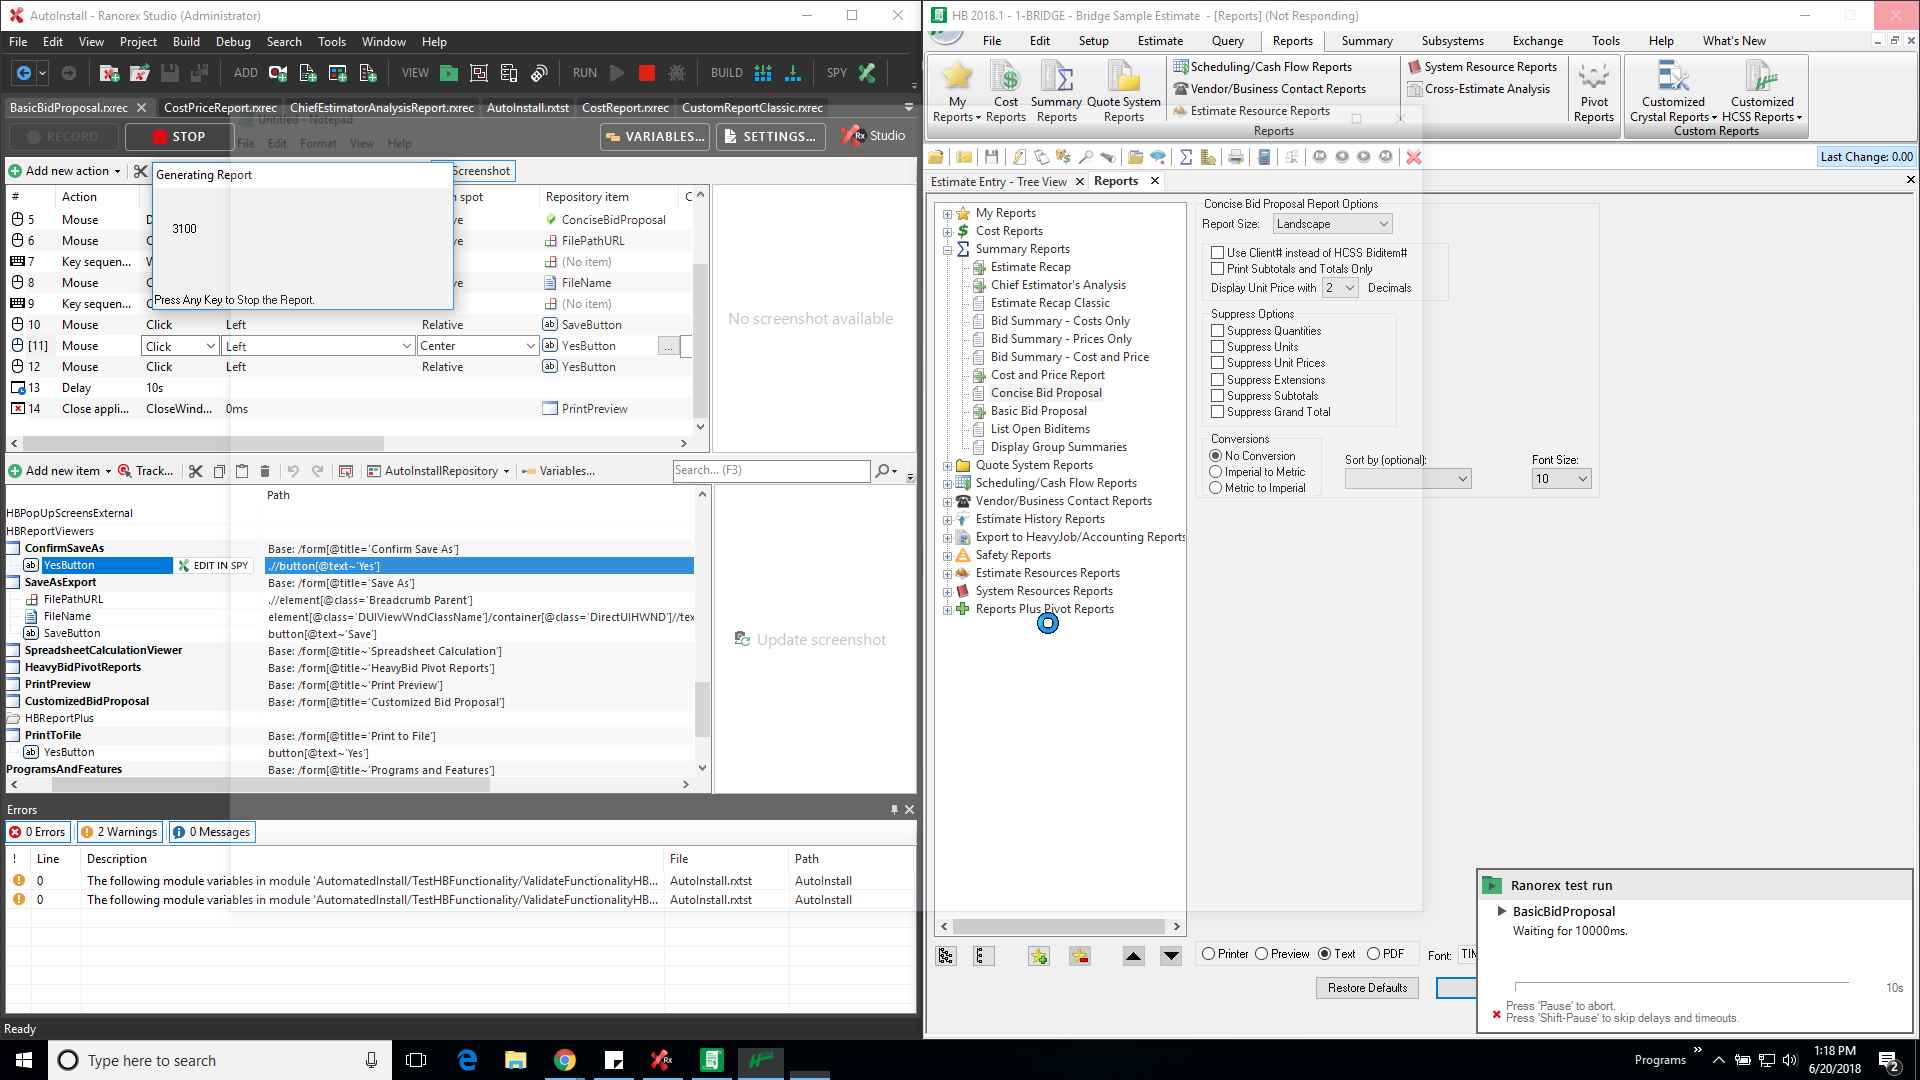 AutoInstall - Ranorex Studio (Administrator)
File Edit View Project Build Debug Search Tools Window Help
ADD VIEW RUN BUILD SPY
BasicBidProposal.rxrec CostPriceReport.rxrec ChiefEstimatorAnalysisReport.rxrec AutoInstall.rxtst CostReport.rxrec CustomReportClassic.rxrec
Untitled - Notepad
File Edit Format View Help
RECORD STOP VARIABLES... SETTINGS... Studio
Add new action Screenshot
Generating Report
3100
Press Any Key to Stop the Report.
# Action spot Repository item C
5 Mouse D ve ConciseBidProposal
6 Mouse C ve FilePathURL
7 Key sequen... W (No item)
8 Mouse C ve FileName
9 Key sequen... (No item)
10 Mouse Click Left Relative SaveButton
[11] Mouse Click Left Center YesButton ...
12 Mouse Click Left Relative YesButton
13 Delay 10s
14 Close appli... CloseWind... 0ms PrintPreview
No screenshot available
Add new item Track... AutoInstallRepository Variables... Search... (F3)
Path
HBPopUpScreensExternal
HBReportViewers
ConfirmSaveAs Base: /form[@title='Confirm Save As']
YesButton EDIT IN SPY .//button[@text~'Yes']
SaveAsExport Base: /form[@title='Save As']
FilePathURL .//element[@class='Breadcrumb Parent']
FileName element[@class='DUIViewWndClassName']/container[@class='DirectUIHWND']//tex
SaveButton button[@text~'Save']
SpreadsheetCalculationViewer Base: /form[@title~'Spreadsheet Calculation']
HeavyBidPivotReports Base: /form[@title~'HeavyBid Pivot Reports']
PrintPreview Base: /form[@title~'Print Preview']
CustomizedBidProposal Base: /form[@title='Customized Bid Proposal']
HBReportPlus
PrintToFile Base: /form[@title='Print to File']
YesButton button[@text~'Yes']
ProgramsAndFeatures Base: /form[@title~'Programs and Features']
Update screenshot
Errors
0 Errors 2 Warnings 0 Messages
! Line Description File Path
0 The following module variables in module 'AutomatedInstall/TestHBFunctionality/ValidateFunctionalityHB... AutoInstall.rxtst AutoInstall
0 The following module variables in module 'AutomatedInstall/TestHBFunctionality/ValidateFunctionalityHB... AutoInstall.rxtst AutoInstall
Ready
HB 2018.1 - 1-BRIDGE - Bridge Sample Estimate - [Reports] (Not Responding)
File Edit Setup Estimate Query Reports Summary Subsystems Exchange Tools Help What's New
My Reports
Cost Reports
Summary Reports
Quote System Reports
Scheduling/Cash Flow Reports
Vendor/Business Contact Reports
Estimate Resource Reports
System Resource Reports
Cross-Estimate Analysis
Pivot Reports
Customized Crystal Reports
Customized HCSS Reports
Reports Custom Reports
Last Change: 0.00
Estimate Entry - Tree View Reports
My Reports
Cost Reports
Summary Reports
Estimate Recap
Chief Estimator's Analysis
Estimate Recap Classic
Bid Summary - Costs Only
Bid Summary - Prices Only
Bid Summary - Cost and Price
Cost and Price Report
Concise Bid Proposal
Basic Bid Proposal
List Open Biditems
Display Group Summaries
Quote System Reports
Scheduling/Cash Flow Reports
Vendor/Business Contact Reports
Estimate History Reports
Export to HeavyJob/Accounting Reports
Safety Reports
Estimate Resources Reports
System Resources Reports
Reports Plus Pivot Reports
Concise Bid Proposal Report Options
Report Size: Landscape
Use Client# instead of HCSS Biditem#
Print Subtotals and Totals Only
Display Unit Price with 2 Decimals
Suppress Options
Suppress Quantities
Suppress Units
Suppress Unit Prices
Suppress Extensions
Suppress Subtotals
Suppress Grand Total
Conversions
No Conversion
Imperial to Metric
Metric to Imperial
Sort by (optional):
Font Size:
10
Printer Preview Text PDF Font: TIM
Restore Defaults
Ranorex test run
BasicBidProposal
Waiting for 10000ms.
10s
Press 'Pause' to abort.
Press 'Shift-Pause' to skip delays and timeouts.
Type here to search
Programs
1:18 PM
6/20/2018
2